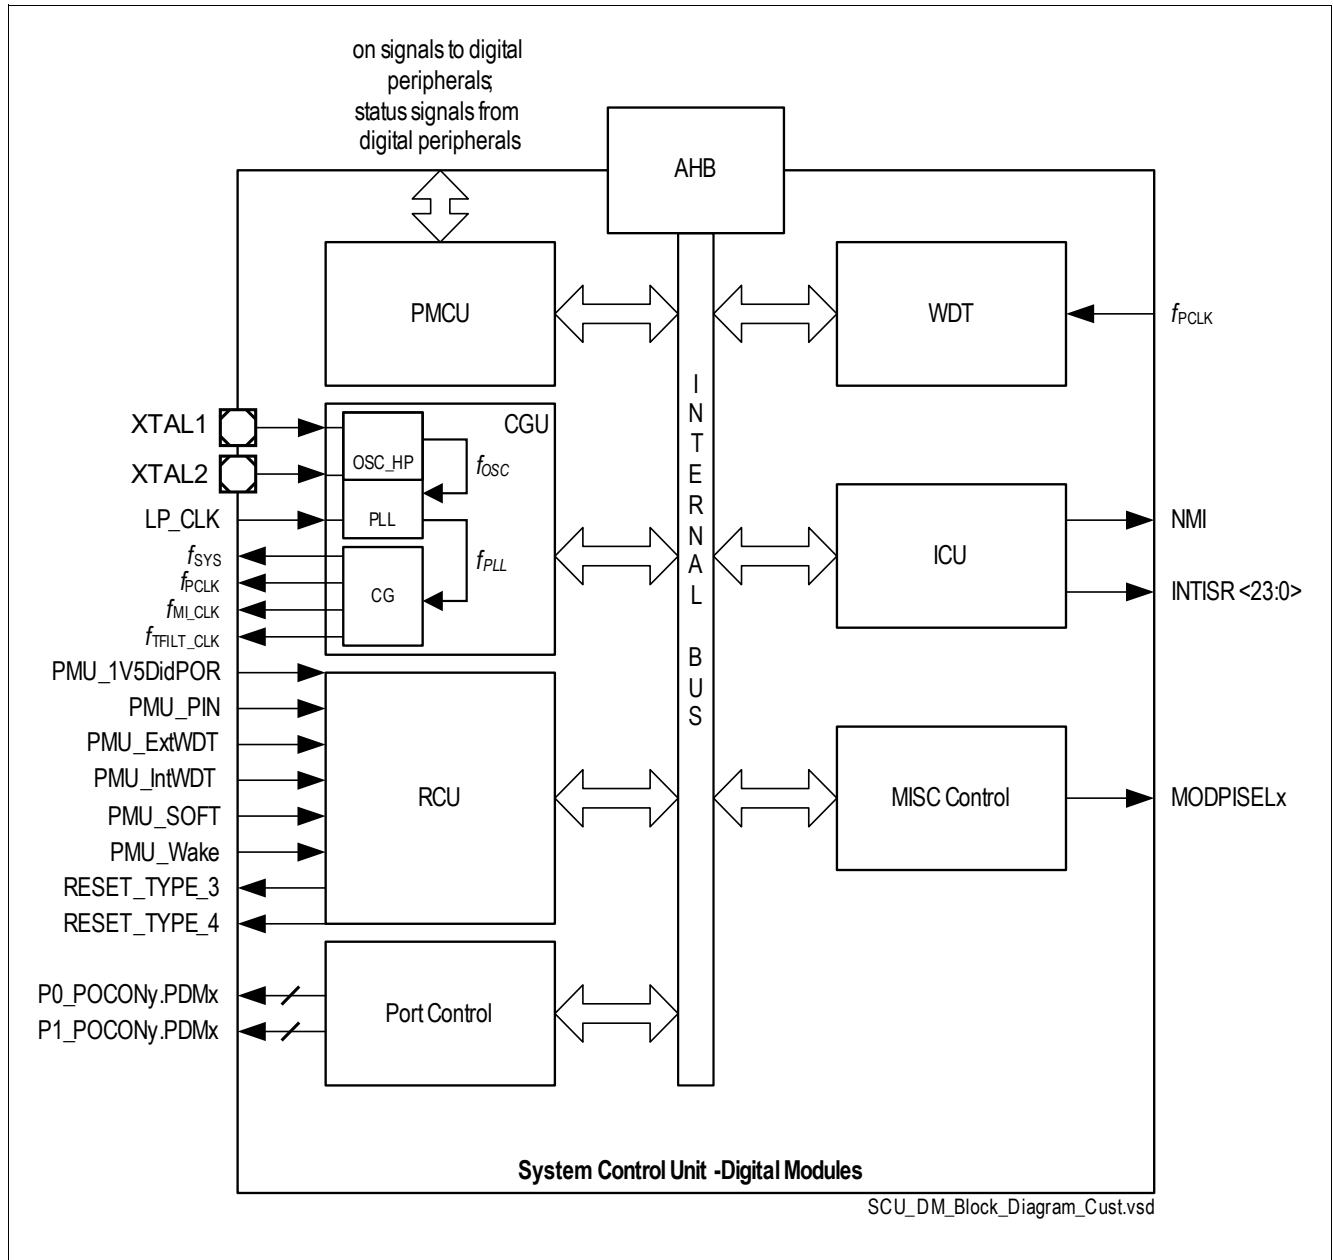 on signals to digital
peripherals;
status signals from
digital peripherals
AHB
PMCU
WDT
fPCLK
XTAL1
XTAL2
LP_CLK
fSYS
fPCLK
fMI_CLK
fTFILT_CLK
CGU
OSC_HP
fOSC
PLL
fPLL
CG
INTERNAL BUS
ICU
NMI
INTISR <23:0>
PMU_1V5DidPOR
PMU_PIN
PMU_ExtWDT
PMU_IntWDT
PMU_SOFT
PMU_Wake
RESET_TYPE_3
RESET_TYPE_4
RCU
MISC Control
MODPISELx
P0_POCONy.PDMx
P1_POCONy.PDMx
Port Control
System Control Unit -Digital Modules
SCU_DM_Block_Diagram_Cust.vsd